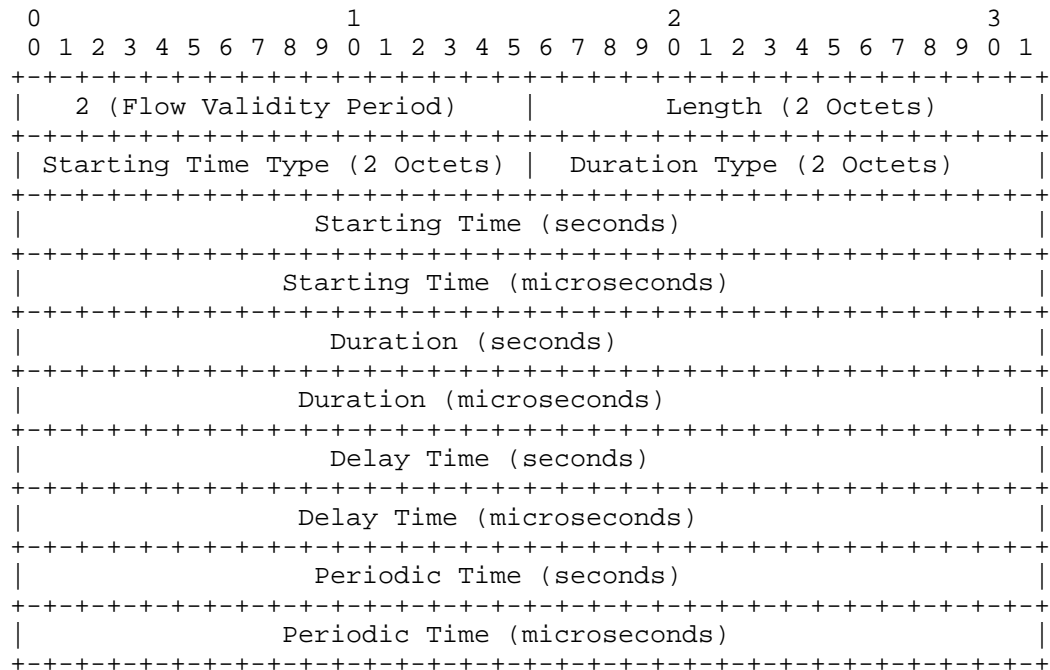 0                   1                   2                   3
 0 1 2 3 4 5 6 7 8 9 0 1 2 3 4 5 6 7 8 9 0 1 2 3 4 5 6 7 8 9 0 1
+-+-+-+-+-+-+-+-+-+-+-+-+-+-+-+-+-+-+-+-+-+-+-+-+-+-+-+-+-+-+-+-+
|   2 (Flow Validity Period)    |        Length (2 Octets)      |
+-+-+-+-+-+-+-+-+-+-+-+-+-+-+-+-+-+-+-+-+-+-+-+-+-+-+-+-+-+-+-+-+
| Starting Time Type (2 Octets) |  Duration Type (2 Octets)     |
+-+-+-+-+-+-+-+-+-+-+-+-+-+-+-+-+-+-+-+-+-+-+-+-+-+-+-+-+-+-+-+-+
|                  Starting Time (seconds)                      |
+-+-+-+-+-+-+-+-+-+-+-+-+-+-+-+-+-+-+-+-+-+-+-+-+-+-+-+-+-+-+-+-+
|                Starting Time (microseconds)                   |
+-+-+-+-+-+-+-+-+-+-+-+-+-+-+-+-+-+-+-+-+-+-+-+-+-+-+-+-+-+-+-+-+
|                   Duration (seconds)                          |
+-+-+-+-+-+-+-+-+-+-+-+-+-+-+-+-+-+-+-+-+-+-+-+-+-+-+-+-+-+-+-+-+
|                 Duration (microseconds)                       |
+-+-+-+-+-+-+-+-+-+-+-+-+-+-+-+-+-+-+-+-+-+-+-+-+-+-+-+-+-+-+-+-+
|                   Delay Time (seconds)                        |
+-+-+-+-+-+-+-+-+-+-+-+-+-+-+-+-+-+-+-+-+-+-+-+-+-+-+-+-+-+-+-+-+
|                 Delay Time (microseconds)                     |
+-+-+-+-+-+-+-+-+-+-+-+-+-+-+-+-+-+-+-+-+-+-+-+-+-+-+-+-+-+-+-+-+
|                  Periodic Time (seconds)                      |
+-+-+-+-+-+-+-+-+-+-+-+-+-+-+-+-+-+-+-+-+-+-+-+-+-+-+-+-+-+-+-+-+
|                Periodic Time (microseconds)                   |
+-+-+-+-+-+-+-+-+-+-+-+-+-+-+-+-+-+-+-+-+-+-+-+-+-+-+-+-+-+-+-+-+